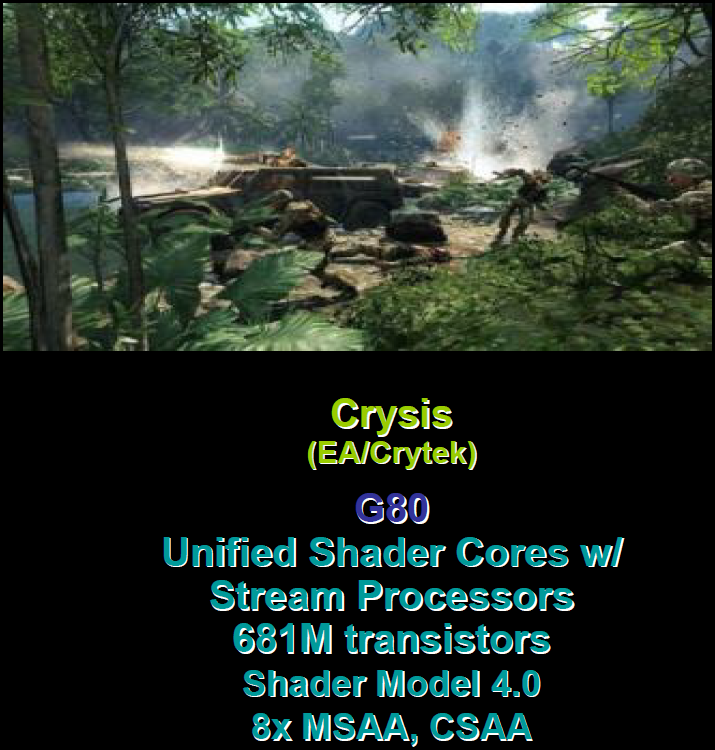 Crysis
(EA/Crytek)
G80
Unified Shader Cores w/
Stream Processors
681M transistors
Shader Model 4.0
8x MSAA, CSAA